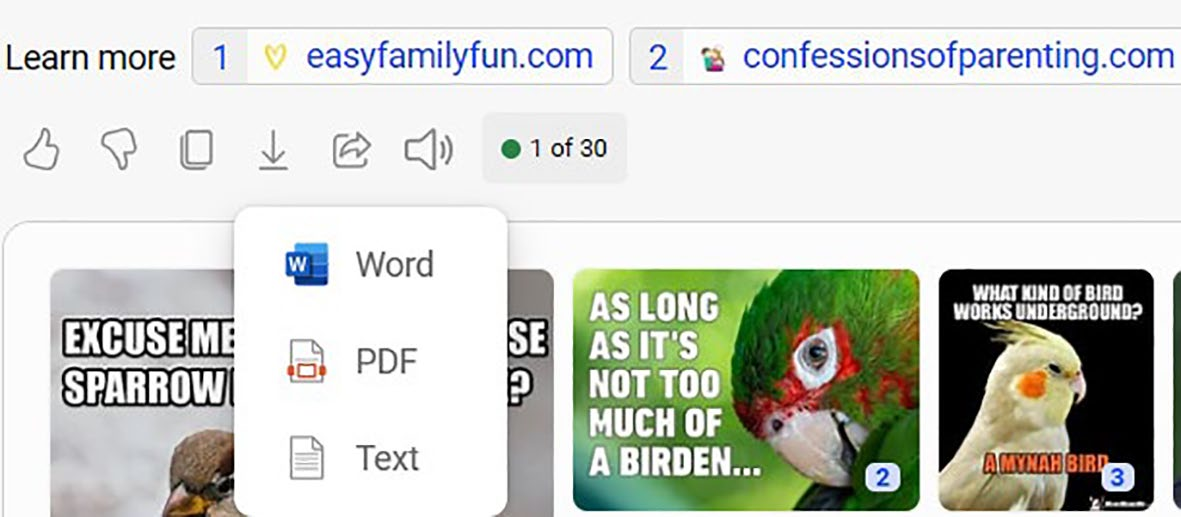 Learn more 1 easyfamilyfun.com 2 confessionsofparenting.com
1 of 30
W Word
PDF
Text
EXCUSE ME SE
SPARROW ?
AS LONG
AS IT'S
NOT TOO
MUCH OF
A BIRDEN...
2
WHAT KIND OF BIRD
WORKS UNDERGROUND?
A MYNAH BIRD
3